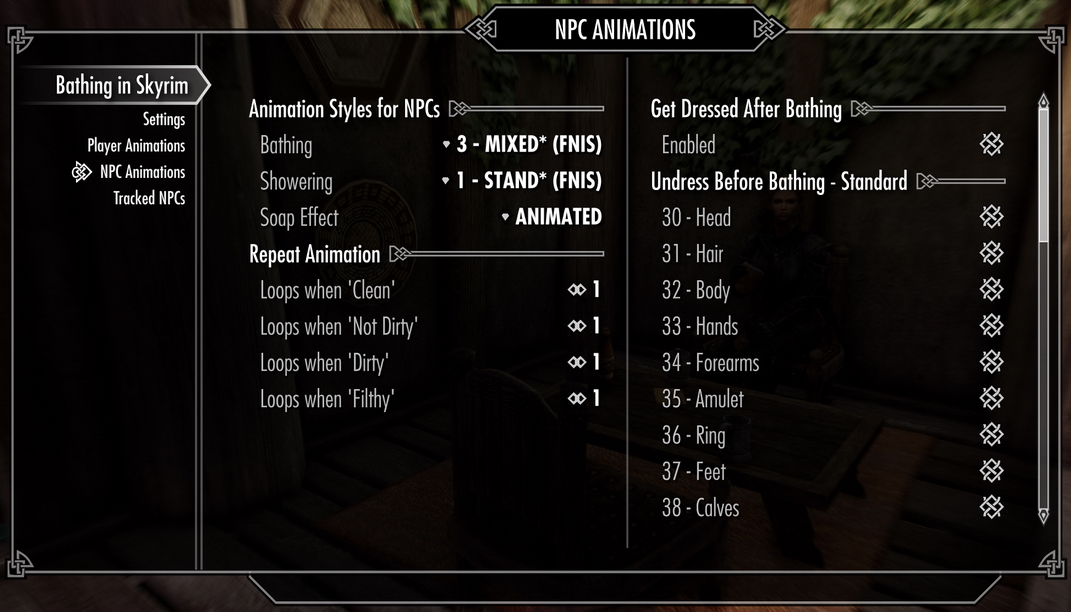 NPC ANIMATIONS
Bathing in Skyrim
Settings
Player Animations
NPC Animations
Tracked NPCs
Animation Styles for NPCs
Bathing 3 - MIXED* (FNIS)
Showering 1 - STAND* (FNIS)
Soap Effect ANIMATED
Repeat Animation
Loops when 'Clean' 1
Loops when 'Not Dirty' 1
Loops when 'Dirty' 1
Loops when 'Filthy' 1
Get Dressed After Bathing
Enabled
Undress Before Bathing - Standard
30 - Head
31 - Hair
32 - Body
33 - Hands
34 - Forearms
35 - Amulet
36 - Ring
37 - Feet
38 - Calves